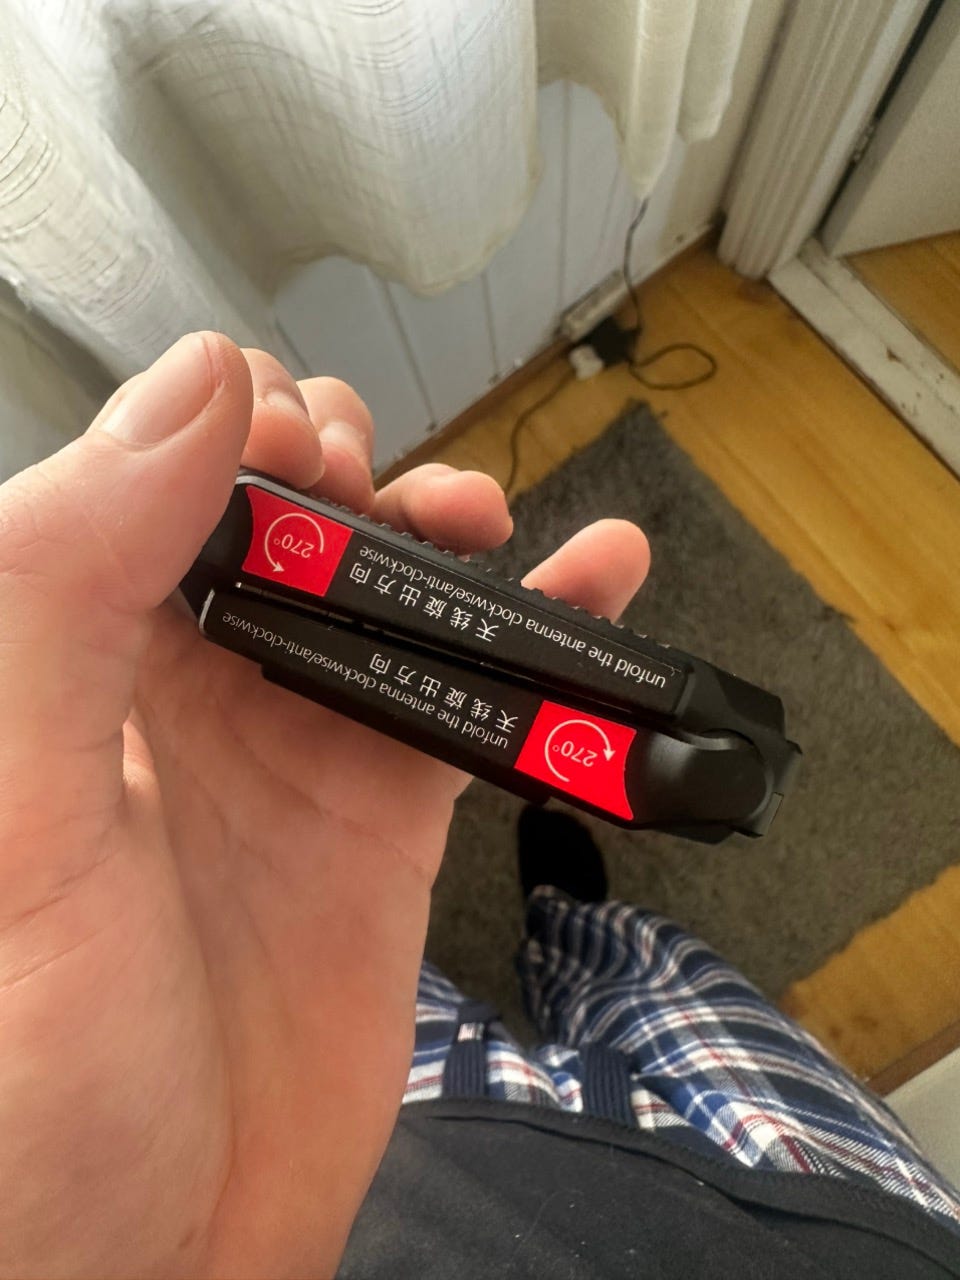 270°
unfold the antenna clockwise/anti-clockwise
天线旋出方向
天线旋出方向
unfold the antenna clockwise/anti-clockwise
270°